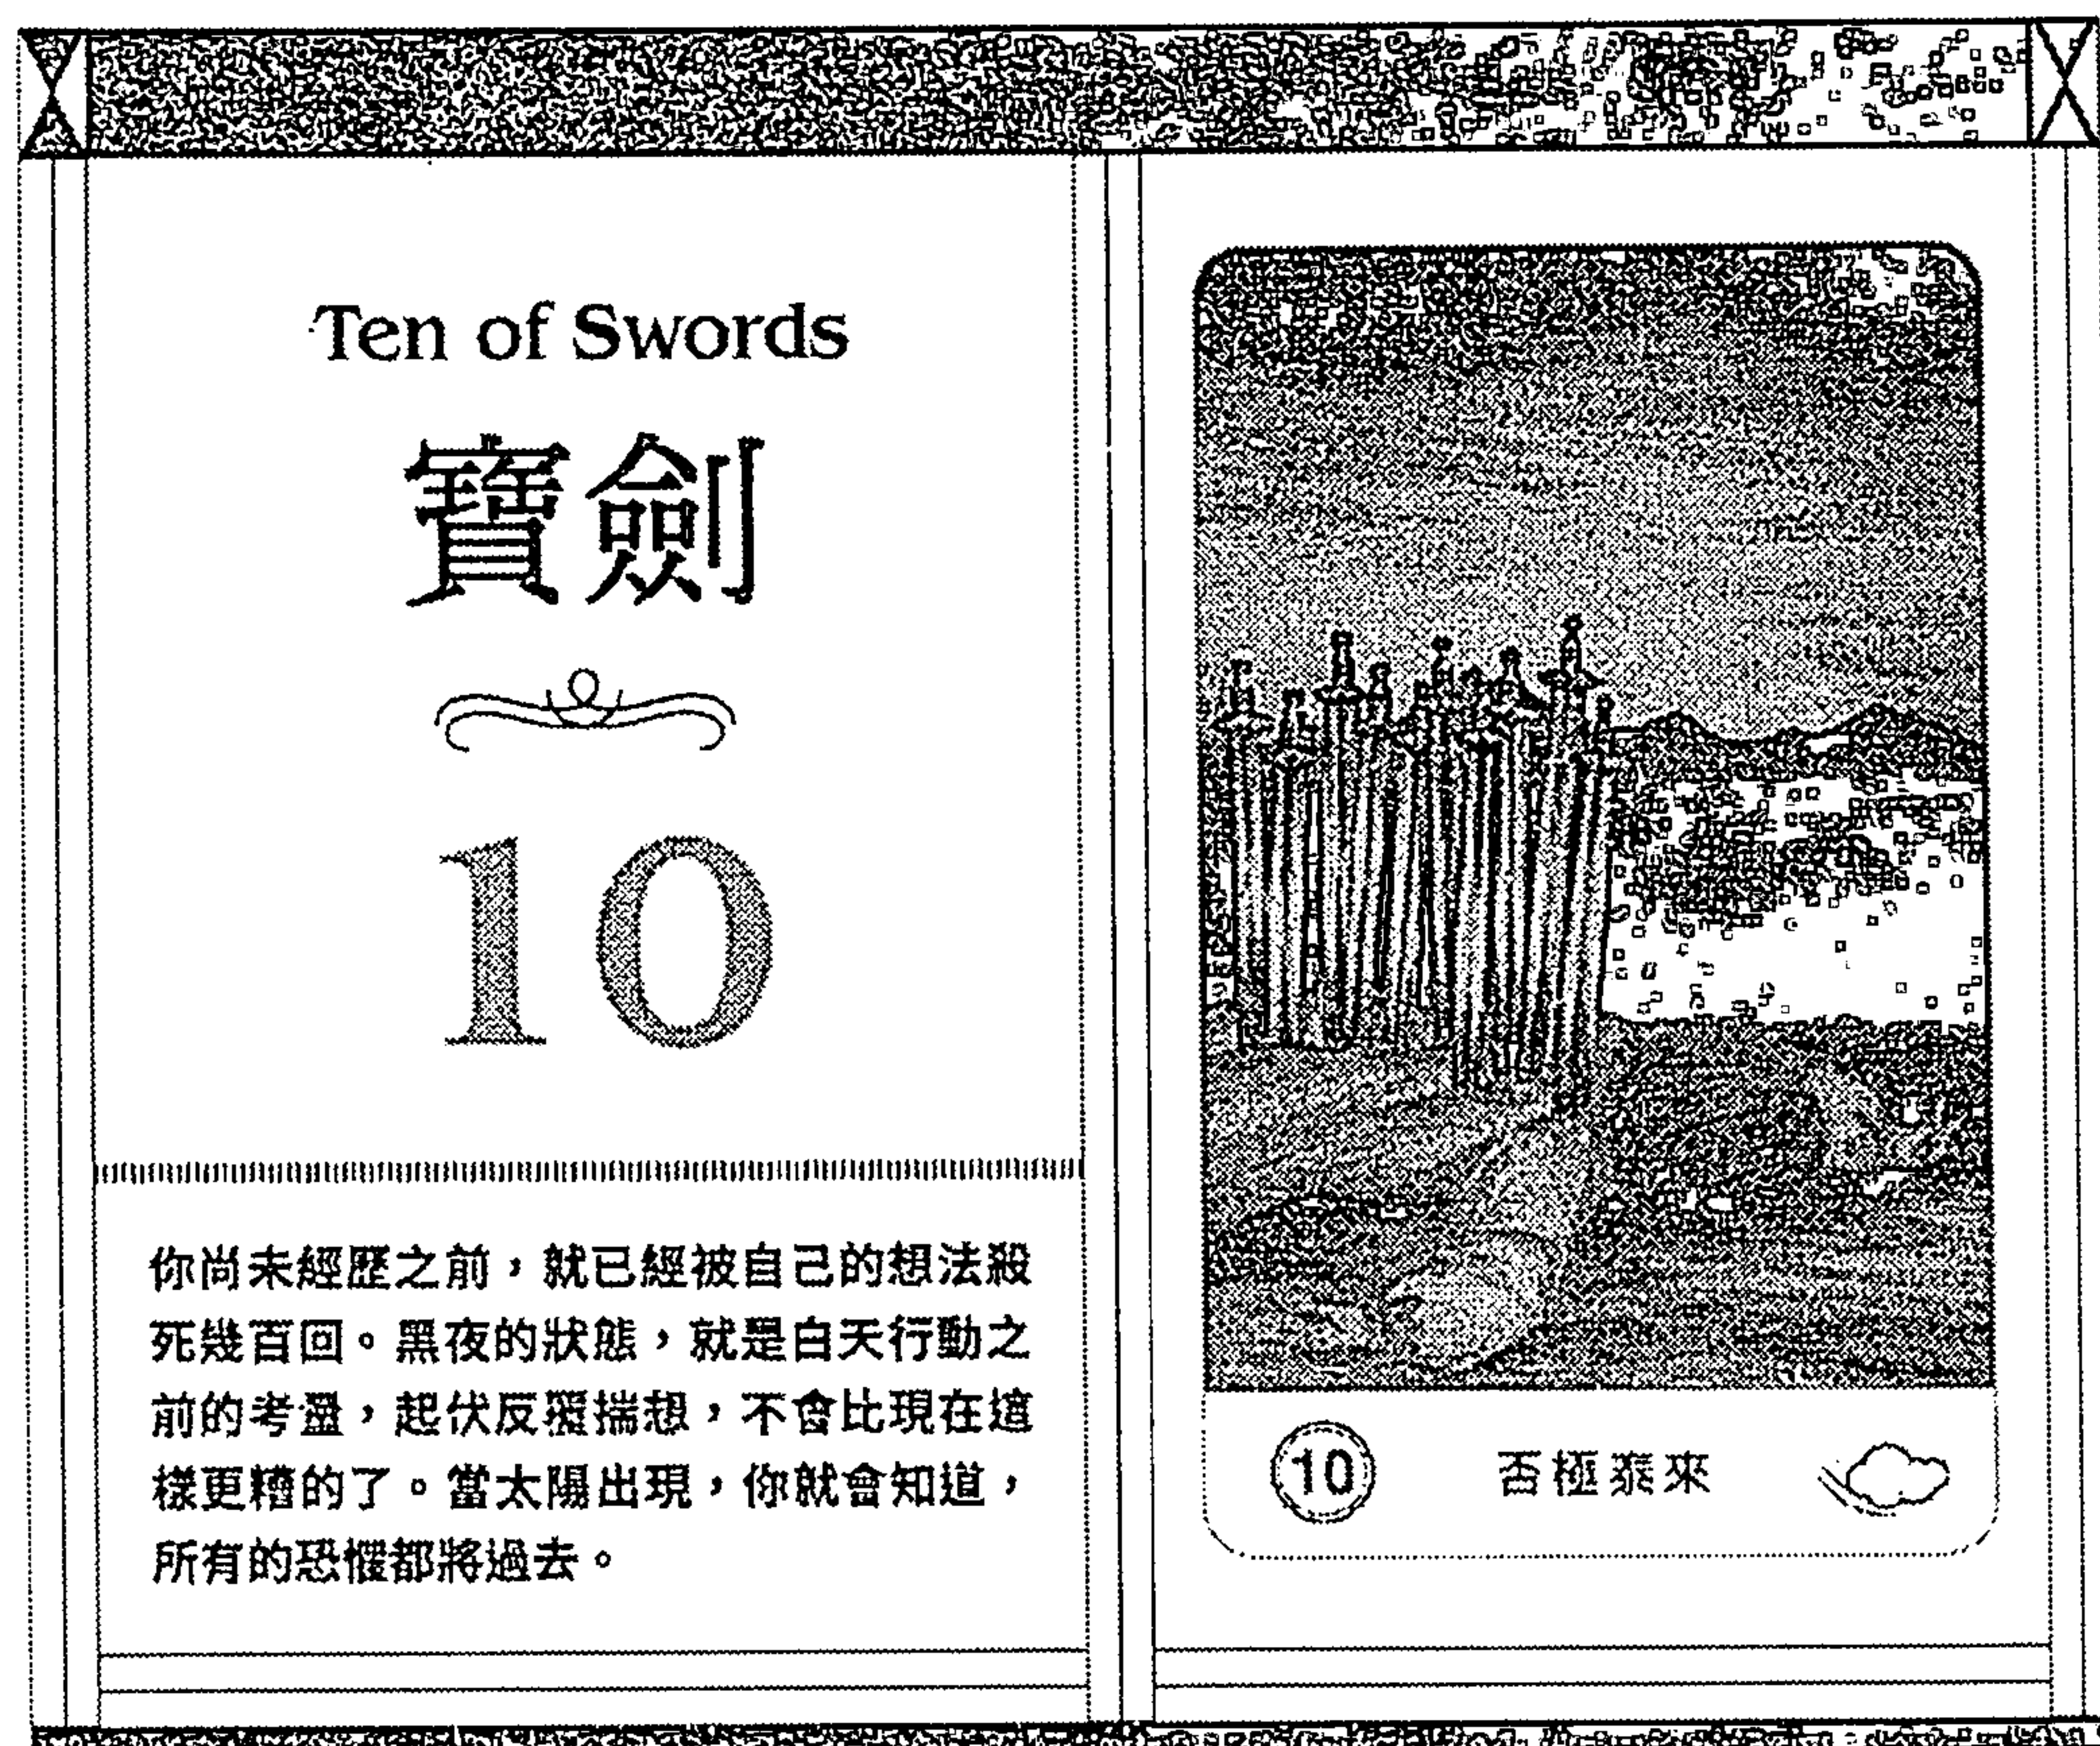 Ten of Swords
寶劍
10
你尚未經歷之前，就已經被自己的想法殺
死幾百回。黑夜的狀態，就是白天行動之
前的考量，起伏反覆揣想，不會比現在這
樣更糟的了。當太陽出現，你就會知道，
所有的恐懼都將過去。
10 否極泰來